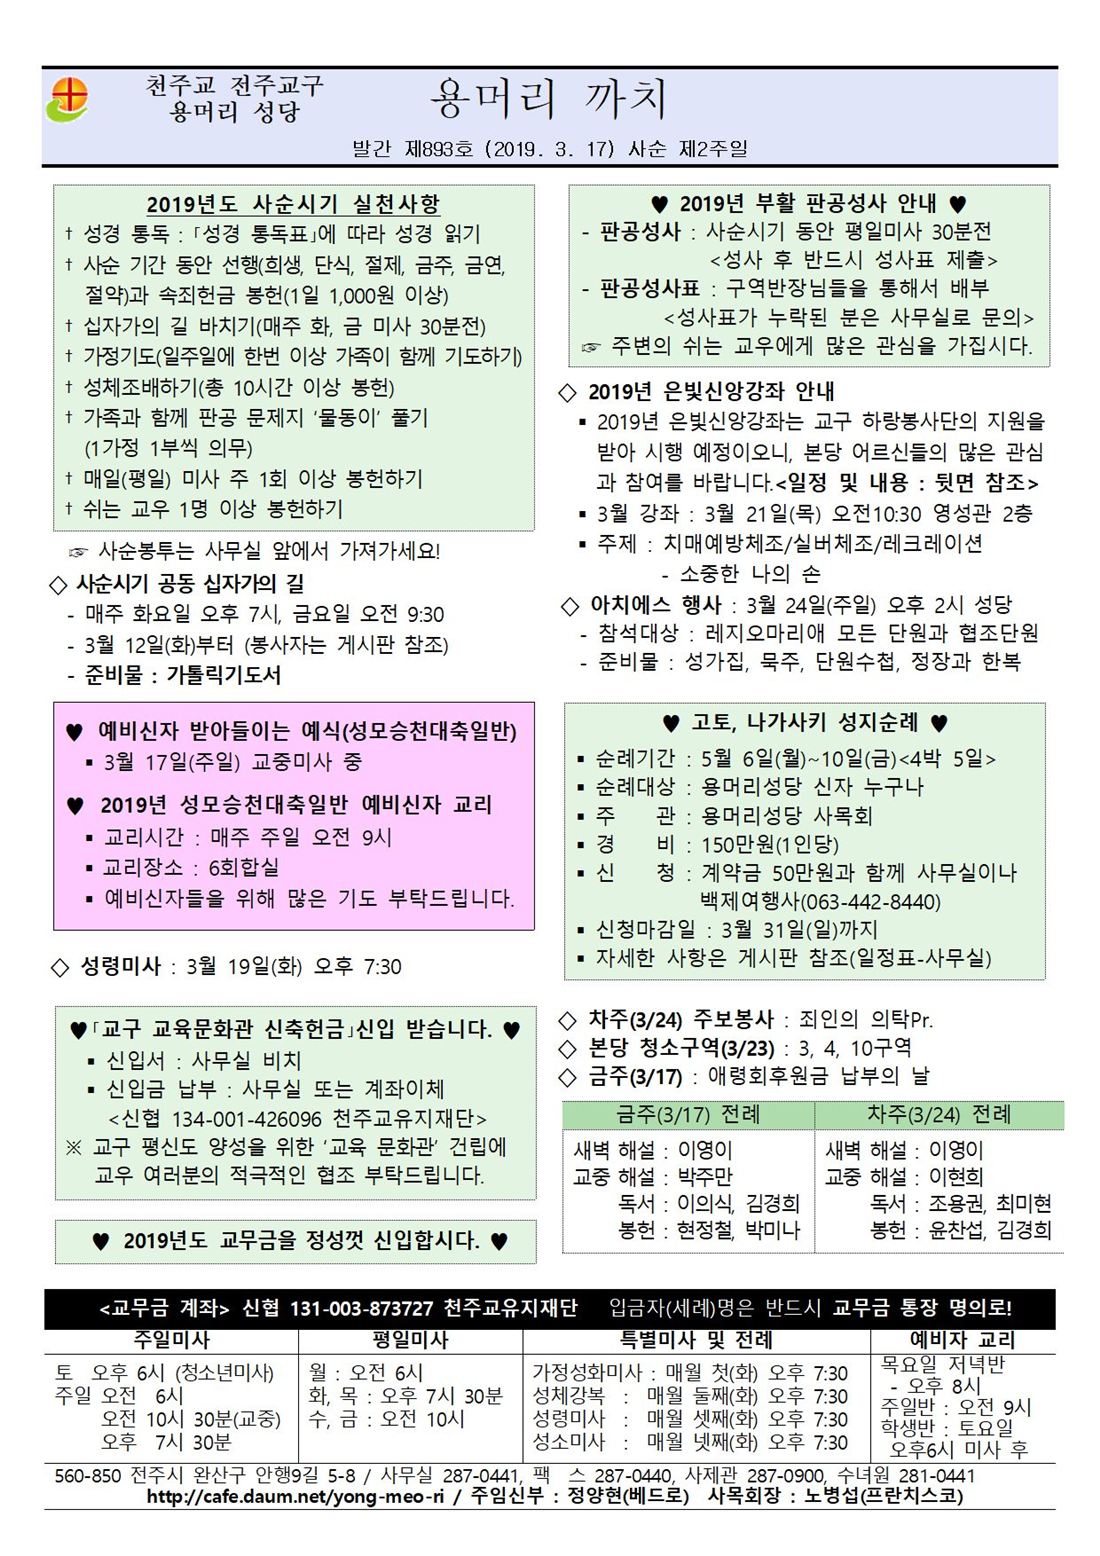 천주교 전주교구
용머리 성당
용머리 까치
발간 제893호 (2019. 3. 17) 사순 제2주일
2019년도 사순시기 실천사항
† 성경 통독 : 「성경 통독표」에 따라 성경 읽기
† 사순 기간 동안 선행(희생, 단식, 절제, 금주, 금연,
절약)과 속죄헌금 봉헌(1일 1,000원 이상)
† 십자가의 길 바치기(매주 화, 금 미사 30분전)
† 가정기도(일주일에 한번 이상 가족이 함께 기도하기)
† 성체조배하기(총 10시간 이상 봉헌)
† 가족과 함께 판공 문제지 ‘물동이’ 풀기
(1가정 1부씩 의무)
† 매일(평일) 미사 주 1회 이상 봉헌하기
† 쉬는 교우 1명 이상 봉헌하기
☞ 사순봉투는 사무실 앞에서 가져가세요!
◇ 사순시기 공동 십자가의 길
- 매주 화요일 오후 7시, 금요일 오전 9:30
- 3월 12일(화)부터 (봉사자는 게시판 참조)
- 준비물 : 가톨릭기도서
♥ 예비신자 받아들이는 예식(성모승천대축일반)
▪ 3월 17일(주일) 교중미사 중
♥ 2019년 성모승천대축일반 예비신자 교리
▪ 교리시간 : 매주 주일 오전 9시
▪ 교리장소 : 6회합실
▪ 예비신자들을 위해 많은 기도 부탁드립니다.
◇ 성령미사 : 3월 19일(화) 오후 7:30
♥「교구 교육문화관 신축헌금」신입 받습니다. ♥
▪ 신입서 : 사무실 비치
▪ 신입금 납부 : 사무실 또는 계좌이체
<신협 134-001-426096 천주교유지재단>
※ 교구 평신도 양성을 위한 ‘교육 문화관’ 건립에
교우 여러분의 적극적인 협조 부탁드립니다.
♥ 2019년도 교무금을 정성껏 신입합시다. ♥
♥ 2019년 부활 판공성사 안내 ♥
- 판공성사 : 사순시기 동안 평일미사 30분전
<성사 후 반드시 성사표 제출>
- 판공성사표 : 구역반장님들을 통해서 배부
<성사표가 누락된 분은 사무실로 문의>
☞ 주변의 쉬는 교우에게 많은 관심을 가집시다.
◇ 2019년 은빛신앙강좌 안내
▪ 2019년 은빛신앙강좌는 교구 하랑봉사단의 지원을
받아 시행 예정이오니, 본당 어르신들의 많은 관심
과 참여를 바랍니다.<일정 및 내용 : 뒷면 참조>
▪ 3월 강좌 : 3월 21일(목) 오전10:30 영성관 2층
▪ 주제 : 치매예방체조/실버체조/레크레이션
- 소중한 나의 손
◇ 아치에스 행사 : 3월 24일(주일) 오후 2시 성당
- 참석대상 : 레지오마리애 모든 단원과 협조단원
- 준비물 : 성가집, 묵주, 단원수첩, 정장과 한복
♥ 고토, 나가사키 성지순례 ♥
▪ 순례기간 : 5월 6일(월)~10일(금)<4박 5일>
▪ 순례대상 : 용머리성당 신자 누구나
▪ 주 관 : 용머리성당 사목회
▪ 경 비 : 150만원(1인당)
▪ 신 청 : 계약금 50만원과 함께 사무실이나
백제여행사(063-442-8440)
▪ 신청마감일 : 3월 31일(일)까지
▪ 자세한 사항은 게시판 참조(일정표-사무실)
◇ 차주(3/24) 주보봉사 : 죄인의 의탁Pr.
◇ 본당 청소구역(3/23) : 3, 4, 10구역
◇ 금주(3/17) : 애령회후원금 납부의 날
금주(3/17) 전례 차주(3/24) 전례
새벽 해설 : 이영이 새벽 해설 : 이영이
교중 해설 : 박주만 교중 해설 : 이현희
독서 : 이의식, 김경희 독서 : 조용권, 최미현
봉헌 : 현정철, 박미나 봉헌 : 윤찬섭, 김경희
<교무금 계좌> 신협 131-003-873727 천주교유지재단 입금자(세례)명은 반드시 교무금 통장 명의로!
주일미사 평일미사 특별미사 및 전례 예비자 교리
토 오후 6시 (청소년미사)
주일 오전 6시
오전 10시 30분(교중)
오후 7시 30분
월 : 오전 6시
화, 목 : 오후 7시 30분
수, 금 : 오전 10시
가정성화미사 : 매월 첫(화) 오후 7:30
성체강복 : 매월 둘째(화) 오후 7:30
성령미사 : 매월 셋째(화) 오후 7:30
성소미사 : 매월 넷째(화) 오후 7:30
목요일 저녁반
- 오후 8시
주일반 : 오전 9시
학생반 : 토요일
오후6시 미사 후
560-850 전주시 완산구 안행9길 5-8 / 사무실 287-0441, 팩 스 287-0440, 사제관 287-0900, 수녀원 281-0441
http://cafe.daum.net/yong-meo-ri / 주임신부 : 정양현(베드로) 사목회장 : 노병섭(프란치스코)